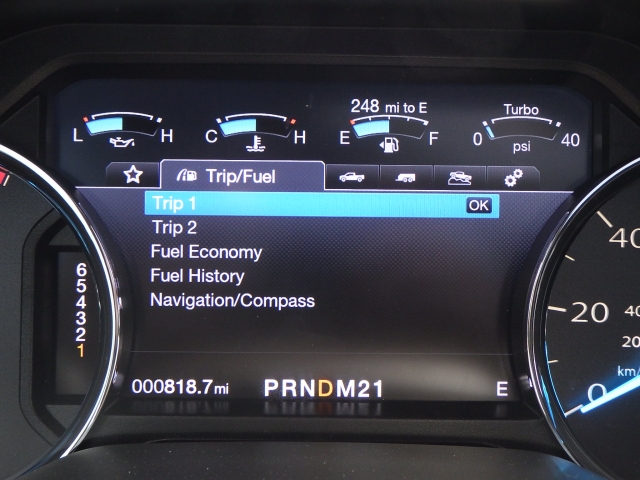 248 mi to E
Turbo
L H
C H
E F
0 40
psi
Trip/Fuel
Trip 1 OK
Trip 2
Fuel Economy
Fuel History
Navigation/Compass
6
5
4
3
2
1
40
20
40
20
km/
0
000818.7mi
PRNDM21
E